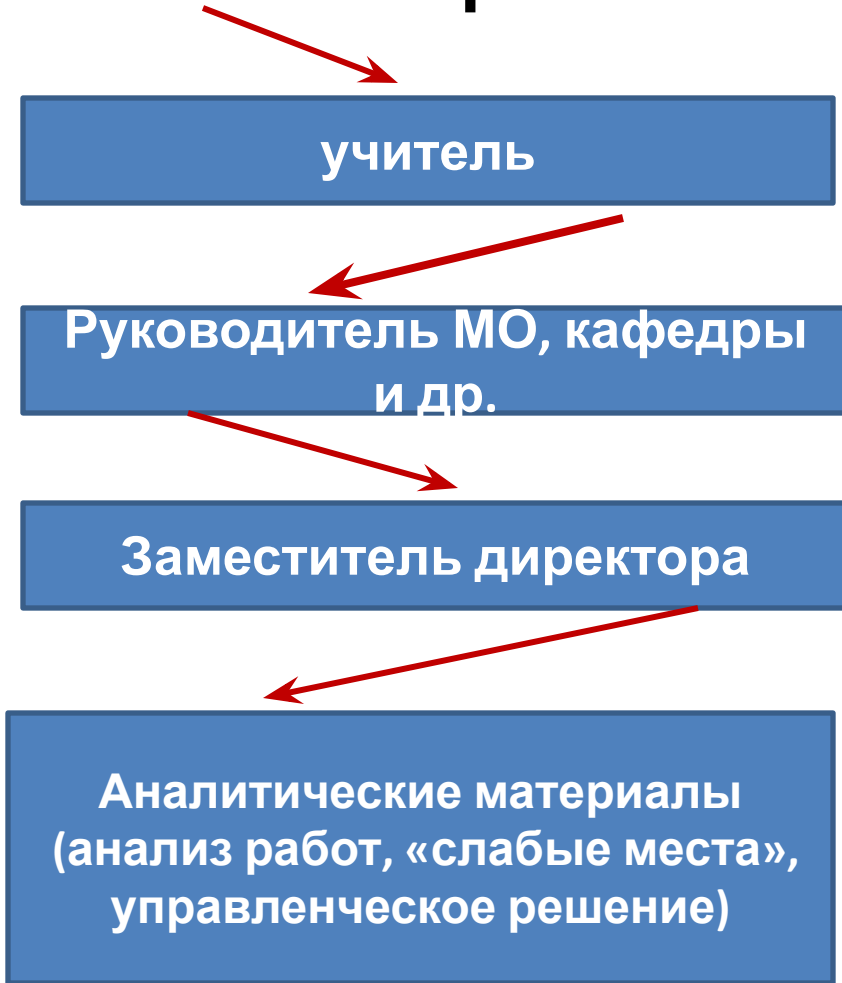 учитель
Руководитель МО, кафедры
и др.
Заместитель директора
Аналитические материалы
(анализ работ, «слабые места»,
управленческое решение)